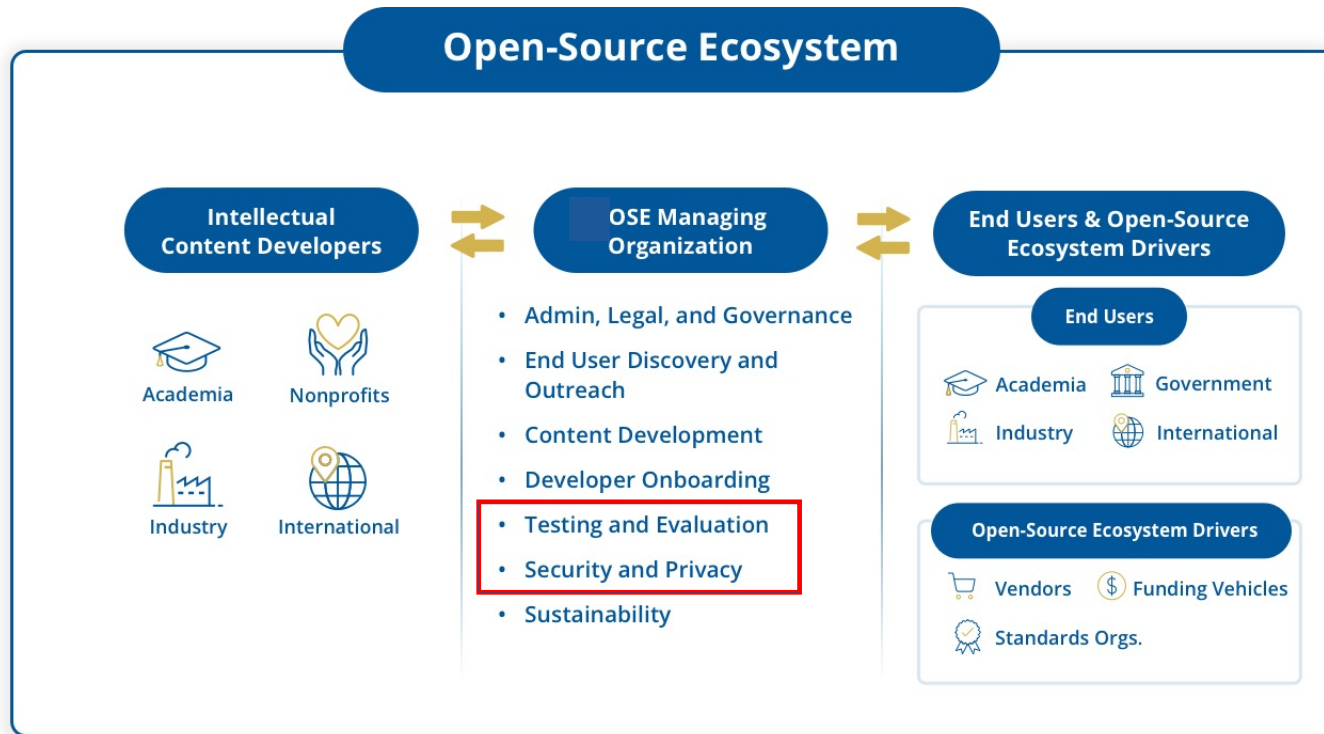 Open-Source Ecosystem
Intellectual
Content Developers
Academia
Nonprofits
Industry
International
OSE Managing
Organization
• Admin, Legal, and Governance
• End User Discovery and
Outreach
• Content Development
• Developer Onboarding
• Testing and Evaluation
• Security and Privacy
• Sustainability
End Users & Open-Source
Ecosystem Drivers
End Users
Academia
Government
Industry
International
Open-Source Ecosystem Drivers
Vendors
$ Funding Vehicles
Standards Orgs.